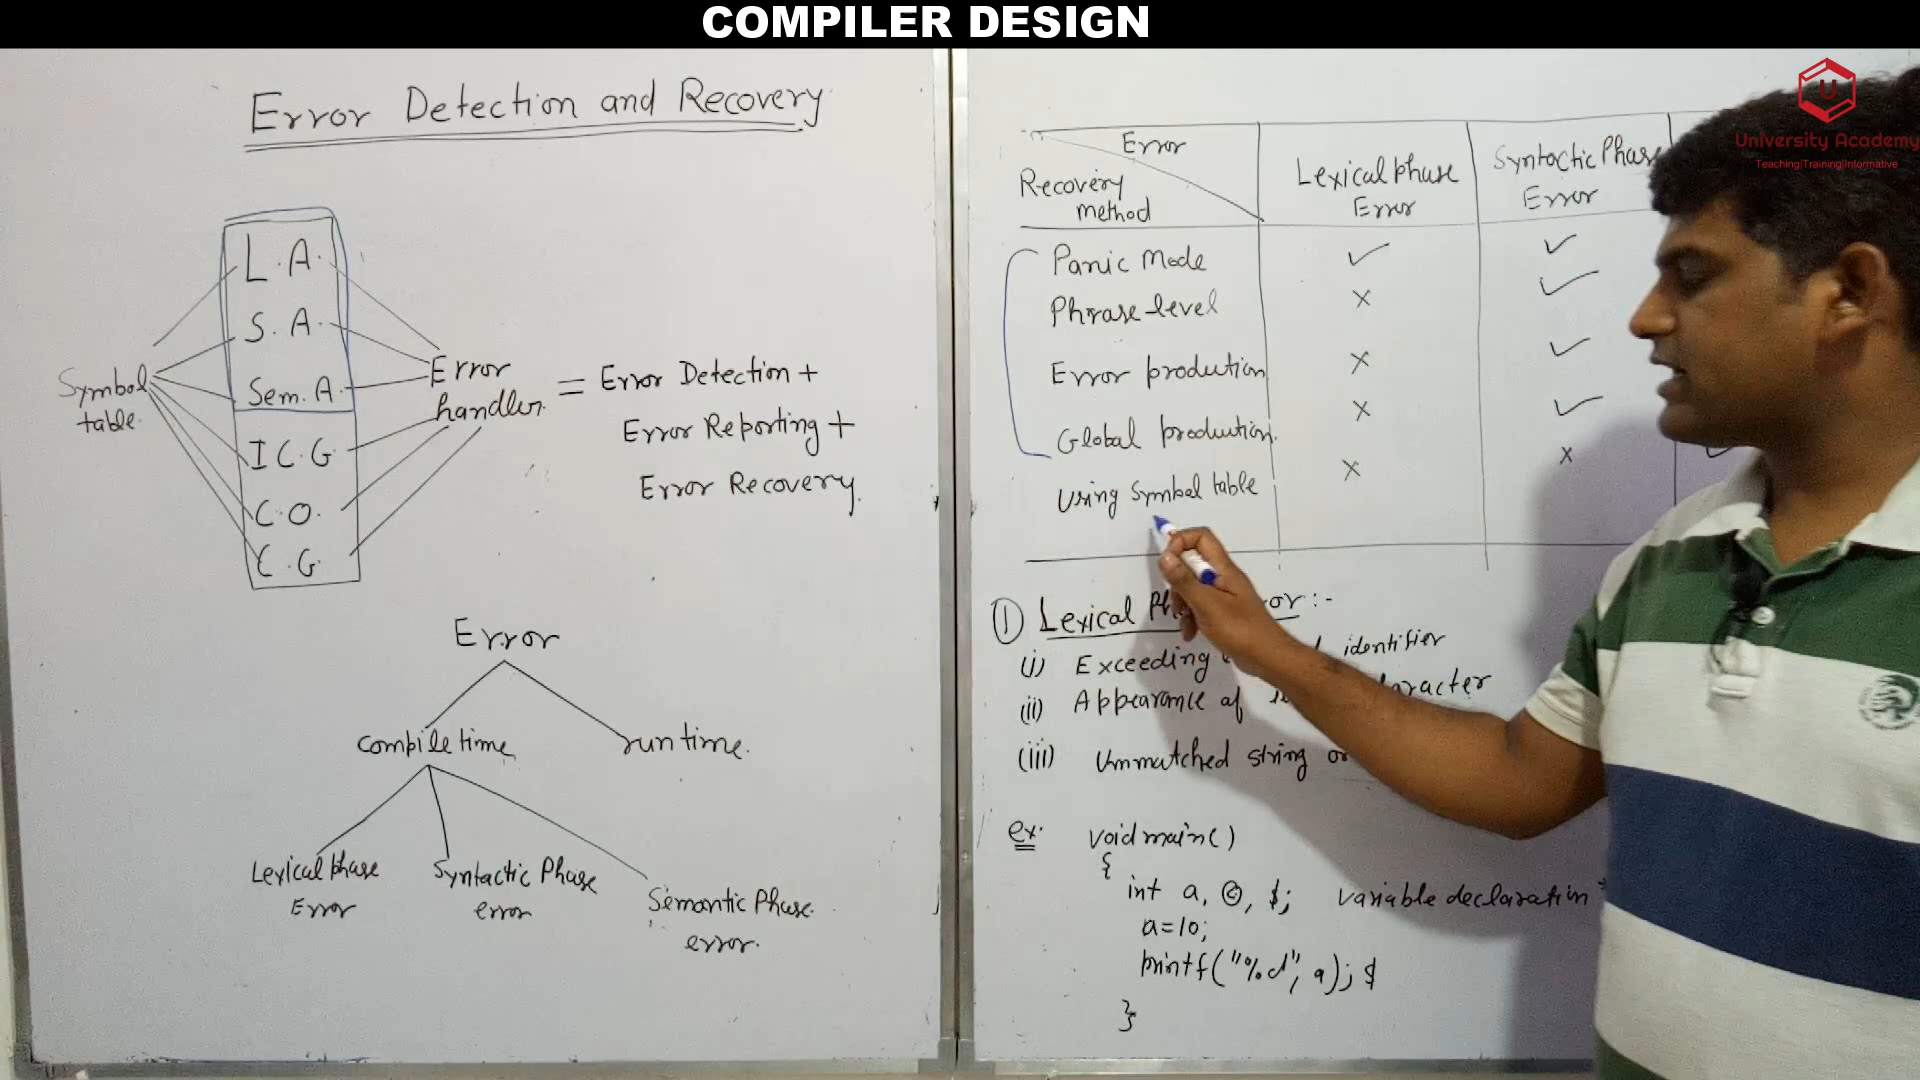 COMPILER DESIGN
Error Detection and Recovery
L.A.
S.A.
Sem.A.
I C.G.
C.O.
C.G.
Symbol
table.
Error
handler
= Error Detection +
Error Reporting +
Error Recovery.
Error
compile time
run time.
Lexical phase
Error
Syntactic Phase
error
Semantic Phase.
error.
Error
Recovery
method
Lexical phase
Error
Syntactic Phase
Error
Panic Mode ✓ ✓
Phrase-level × ✓
Error production × ✓
Global production. × ✓
Using Symbol table × ×
① Lexical or :-
(i) Exceeding identifier
(ii) Appearance of
(iii) Unmatched string or
ex. void main()
{
int a, ☺, $; variable declaration
a=10;
printf("%d", a); $
}
University Academy
Teaching|Training|Informative